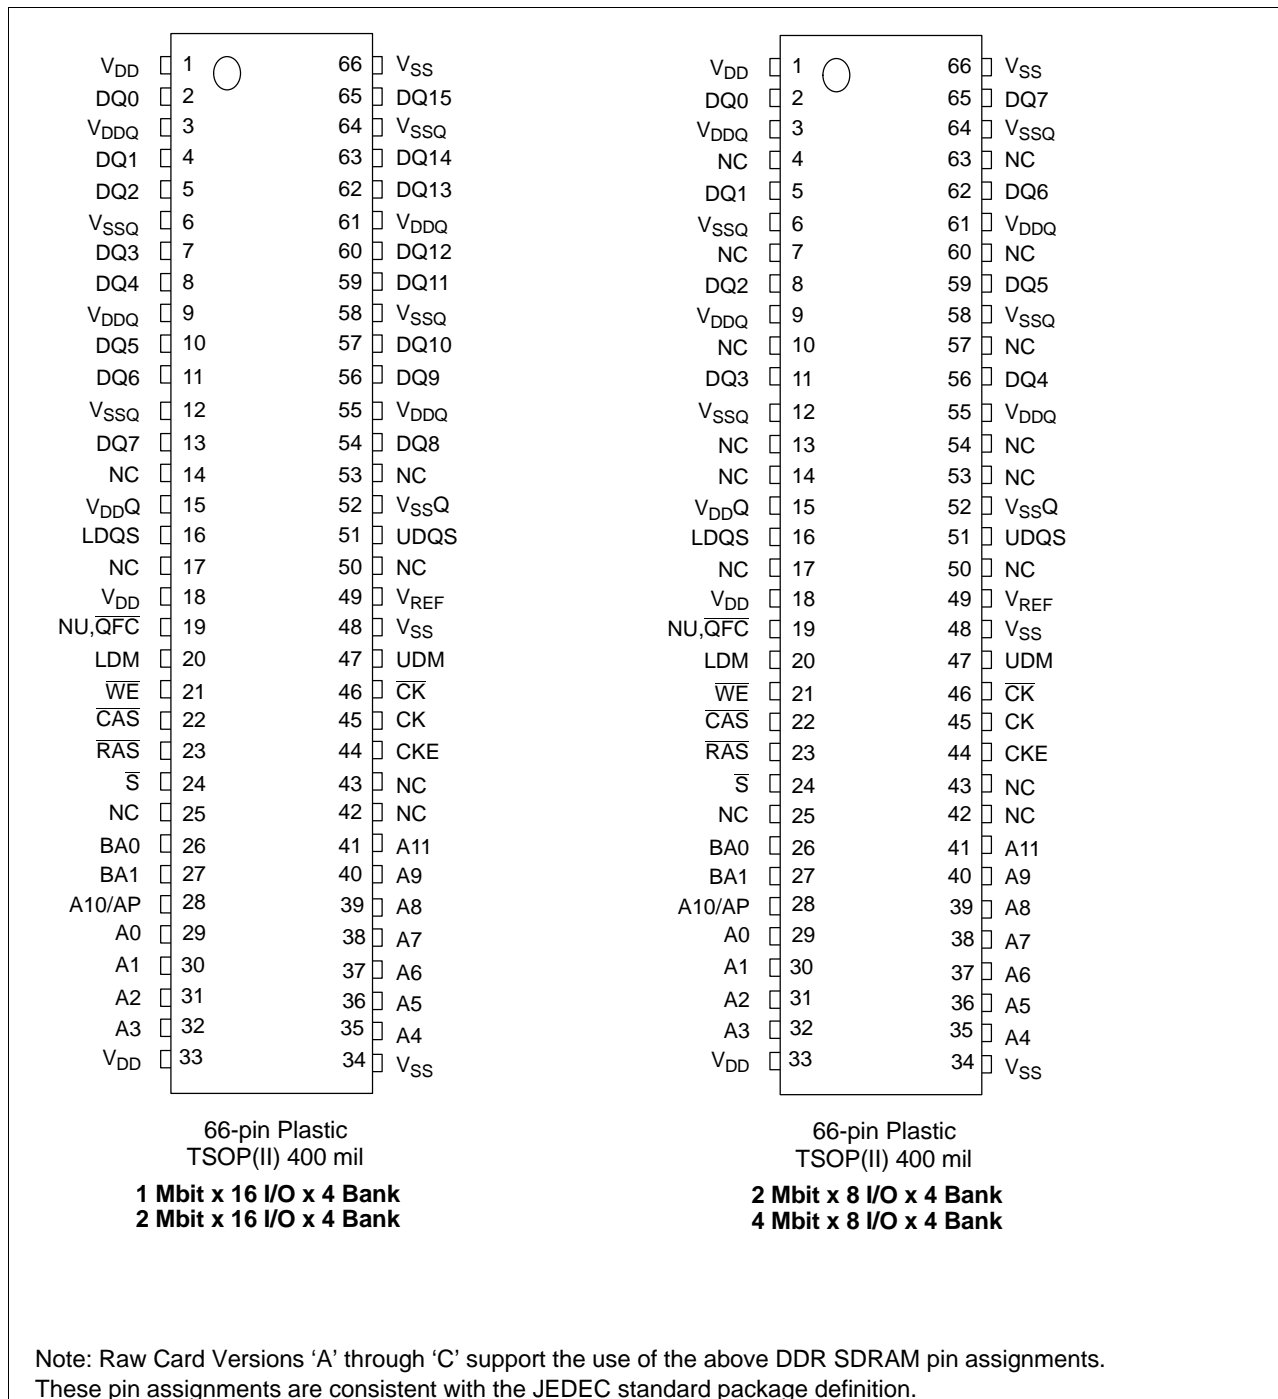 VDD 1 66 VSS
DQ0 2 65 DQ15
VDDQ 3 64 VSSQ
DQ1 4 63 DQ14
DQ2 5 62 DQ13
VSSQ 6 61 VDDQ
DQ3 7 60 DQ12
DQ4 8 59 DQ11
VDDQ 9 58 VSSQ
DQ5 10 57 DQ10
DQ6 11 56 DQ9
VSSQ 12 55 VDDQ
DQ7 13 54 DQ8
NC 14 53 NC
VDDQ 15 52 VSSQ
LDQS 16 51 UDQS
NC 17 50 NC
VDD 18 49 VREF
NU,QFC 19 48 VSS
LDM 20 47 UDM
WE 21 46 CK
CAS 22 45 CK
RAS 23 44 CKE
S 24 43 NC
NC 25 42 NC
BA0 26 41 A11
BA1 27 40 A9
A10/AP 28 39 A8
A0 29 38 A7
A1 30 37 A6
A2 31 36 A5
A3 32 35 A4
VDD 33 34 VSS
66-pin Plastic
TSOP(II) 400 mil
1 Mbit x 16 I/O x 4 Bank
2 Mbit x 16 I/O x 4 Bank
VDD 1 66 VSS
DQ0 2 65 DQ7
VDDQ 3 64 VSSQ
NC 4 63 NC
DQ1 5 62 DQ6
VSSQ 6 61 VDDQ
NC 7 60 NC
DQ2 8 59 DQ5
VDDQ 9 58 VSSQ
NC 10 57 NC
DQ3 11 56 DQ4
VSSQ 12 55 VDDQ
NC 13 54 NC
NC 14 53 NC
VDDQ 15 52 VSSQ
LDQS 16 51 UDQS
NC 17 50 NC
VDD 18 49 VREF
NU,QFC 19 48 VSS
LDM 20 47 UDM
WE 21 46 CK
CAS 22 45 CK
RAS 23 44 CKE
S 24 43 NC
NC 25 42 NC
BA0 26 41 A11
BA1 27 40 A9
A10/AP 28 39 A8
A0 29 38 A7
A1 30 37 A6
A2 31 36 A5
A3 32 35 A4
VDD 33 34 VSS
66-pin Plastic
TSOP(II) 400 mil
2 Mbit x 8 I/O x 4 Bank
4 Mbit x 8 I/O x 4 Bank
Note: Raw Card Versions ‘A’ through ‘C’ support the use of the above DDR SDRAM pin assignments.
These pin assignments are consistent with the JEDEC standard package definition.